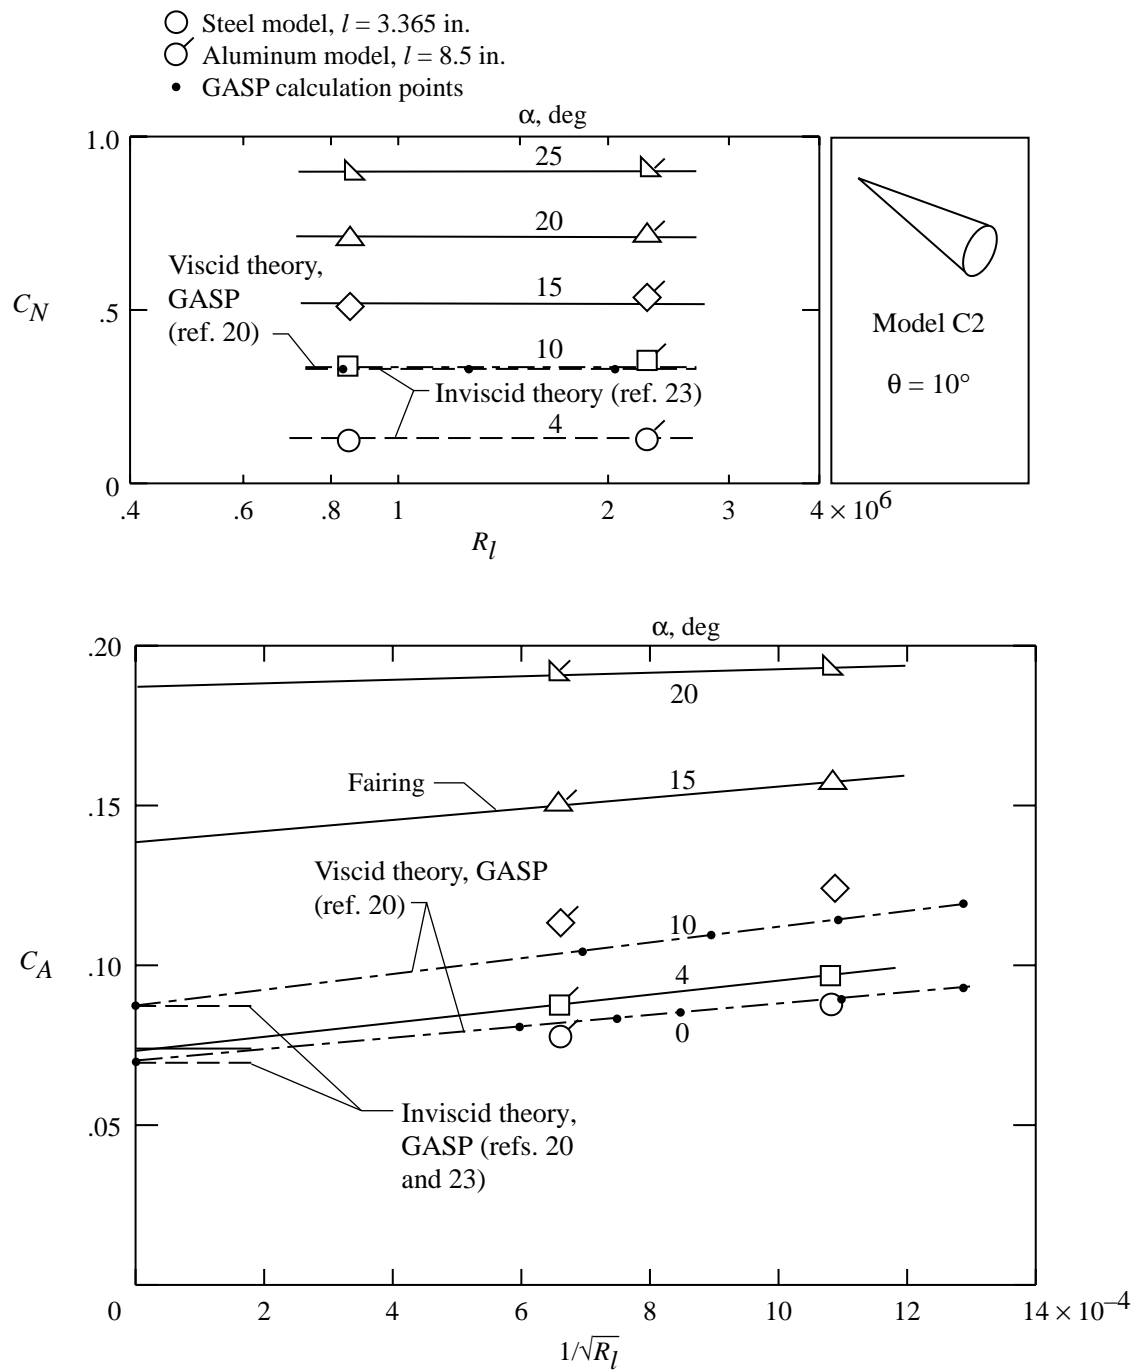 Steel model, l = 3.365 in.
Aluminum model, l = 8.5 in.
GASP calculation points
α, deg
1.0
25
20
Viscid theory,
GASP
(ref. 20)
15
C_N
.5
10
Inviscid theory (ref. 23)
4
0
.4
.6
.8
1
2
3
4 × 10^6
R_l
Model C2
θ = 10°
α, deg
.20
20
Fairing
15
.15
Viscid theory, GASP
(ref. 20)
10
C_A
.10
4
0
Inviscid theory,
GASP (refs. 20
and 23)
.05
0
2
4
6
8
10
12
14 × 10^–4
1/√R_l